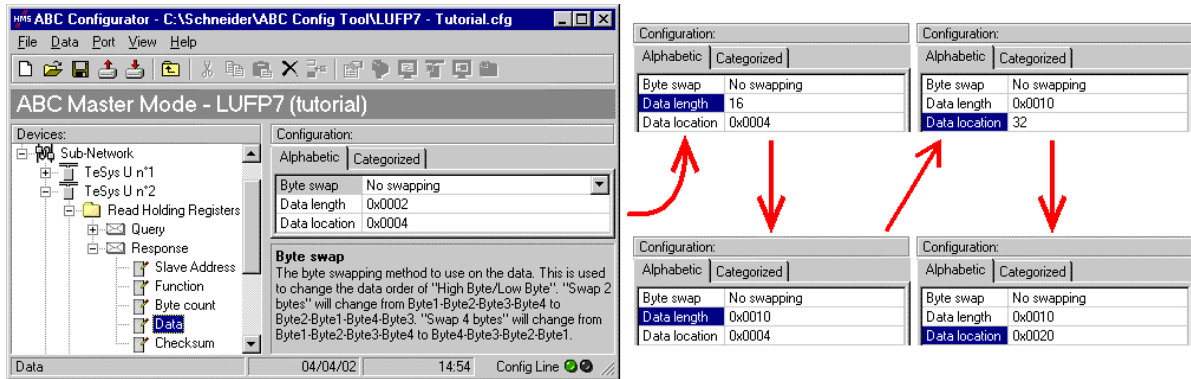 HMS ABC Configurator - C:\Schneider\ABC Config Tool\LUFP7 - Tutorial.cfg
File Data Port View Help
ABC Master Mode - LUFP7 (tutorial)
Devices:
Sub-Network
TeSys U n°1
TeSys U n°2
Read Holding Registers
Query
Response
Slave Address
Function
Byte count
Data
Checksum
Configuration:
Alphabetic Categorized
Byte swap No swapping
Data length 0x0002
Data location 0x0004
Byte swap
The byte swapping method to use on the data. This is used
to change the data order of "High Byte/Low Byte". "Swap 2
bytes" will change from Byte1-Byte2-Byte3-Byte4 to
Byte2-Byte1-Byte4-Byte3. "Swap 4 bytes" will change from
Byte1-Byte2-Byte3-Byte4 to Byte4-Byte3-Byte2-Byte1.
Data 04/04/02 14:54 Config Line
Configuration:
Alphabetic Categorized
Byte swap No swapping
Data length 16
Data location 0x0004
Configuration:
Alphabetic Categorized
Byte swap No swapping
Data length 0x0010
Data location 0x0004
Configuration:
Alphabetic Categorized
Byte swap No swapping
Data length 0x0010
Data location 32
Configuration:
Alphabetic Categorized
Byte swap No swapping
Data length 0x0010
Data location 0x0020